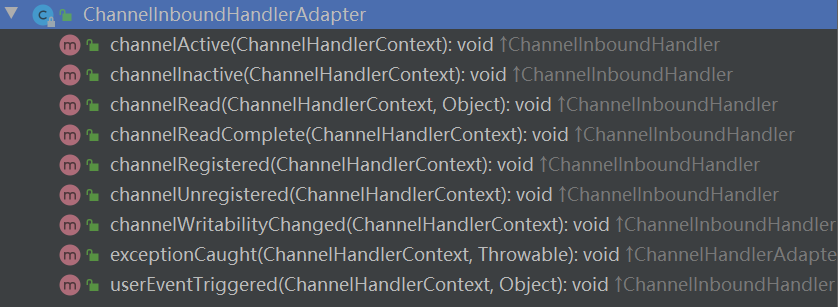 ChannelInboundHandlerAdapter
m channelActive(ChannelHandlerContext): void ↑ChannelInboundHandler
m channelInactive(ChannelHandlerContext): void ↑ChannelInboundHandler
m channelRead(ChannelHandlerContext, Object): void ↑ChannelInboundHandler
m channelReadComplete(ChannelHandlerContext): void ↑ChannelInboundHandler
m channelRegistered(ChannelHandlerContext): void ↑ChannelInboundHandler
m channelUnregistered(ChannelHandlerContext): void ↑ChannelInboundHandler
m channelWritabilityChanged(ChannelHandlerContext): void ↑ChannelInboundHandler
m exceptionCaught(ChannelHandlerContext, Throwable): void ↑ChannelHandlerAdapte
m userEventTriggered(ChannelHandlerContext, Object): void ↑ChannelInboundHandler